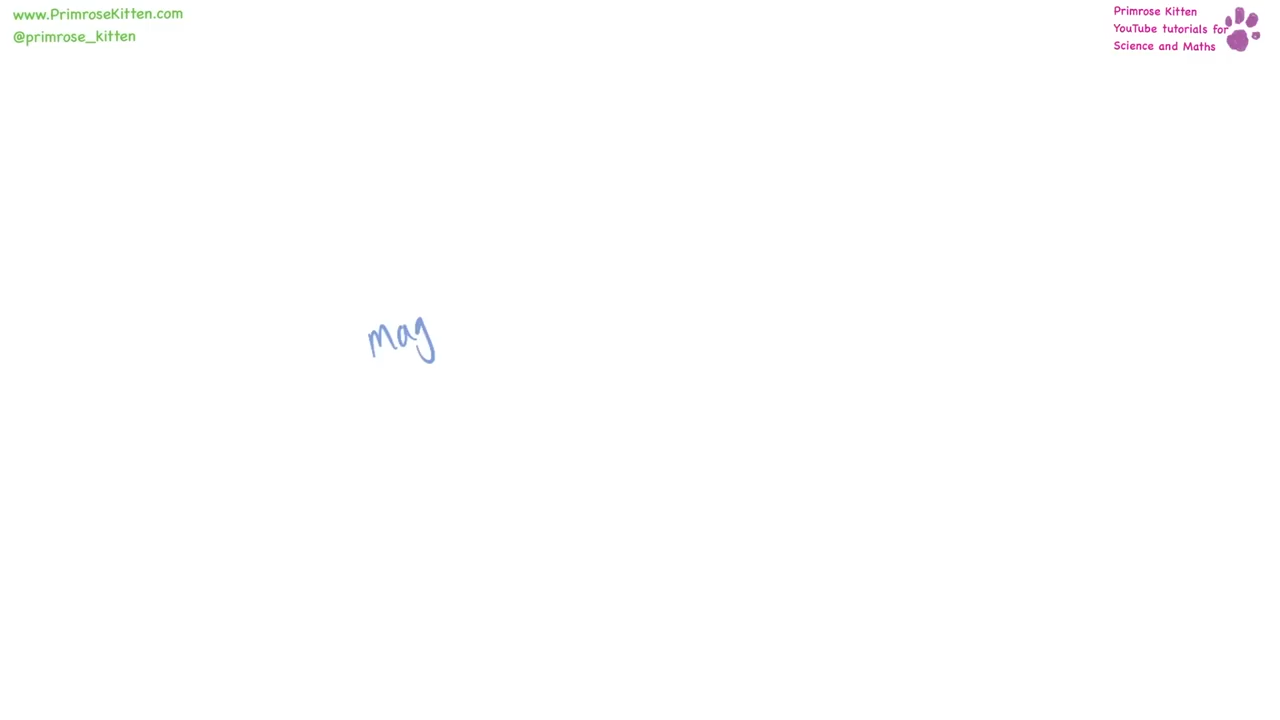 www.PrimroseKitten.com
@primrose_kitten
Primrose Kitten
YouTube tutorials for
Science and Maths
mag